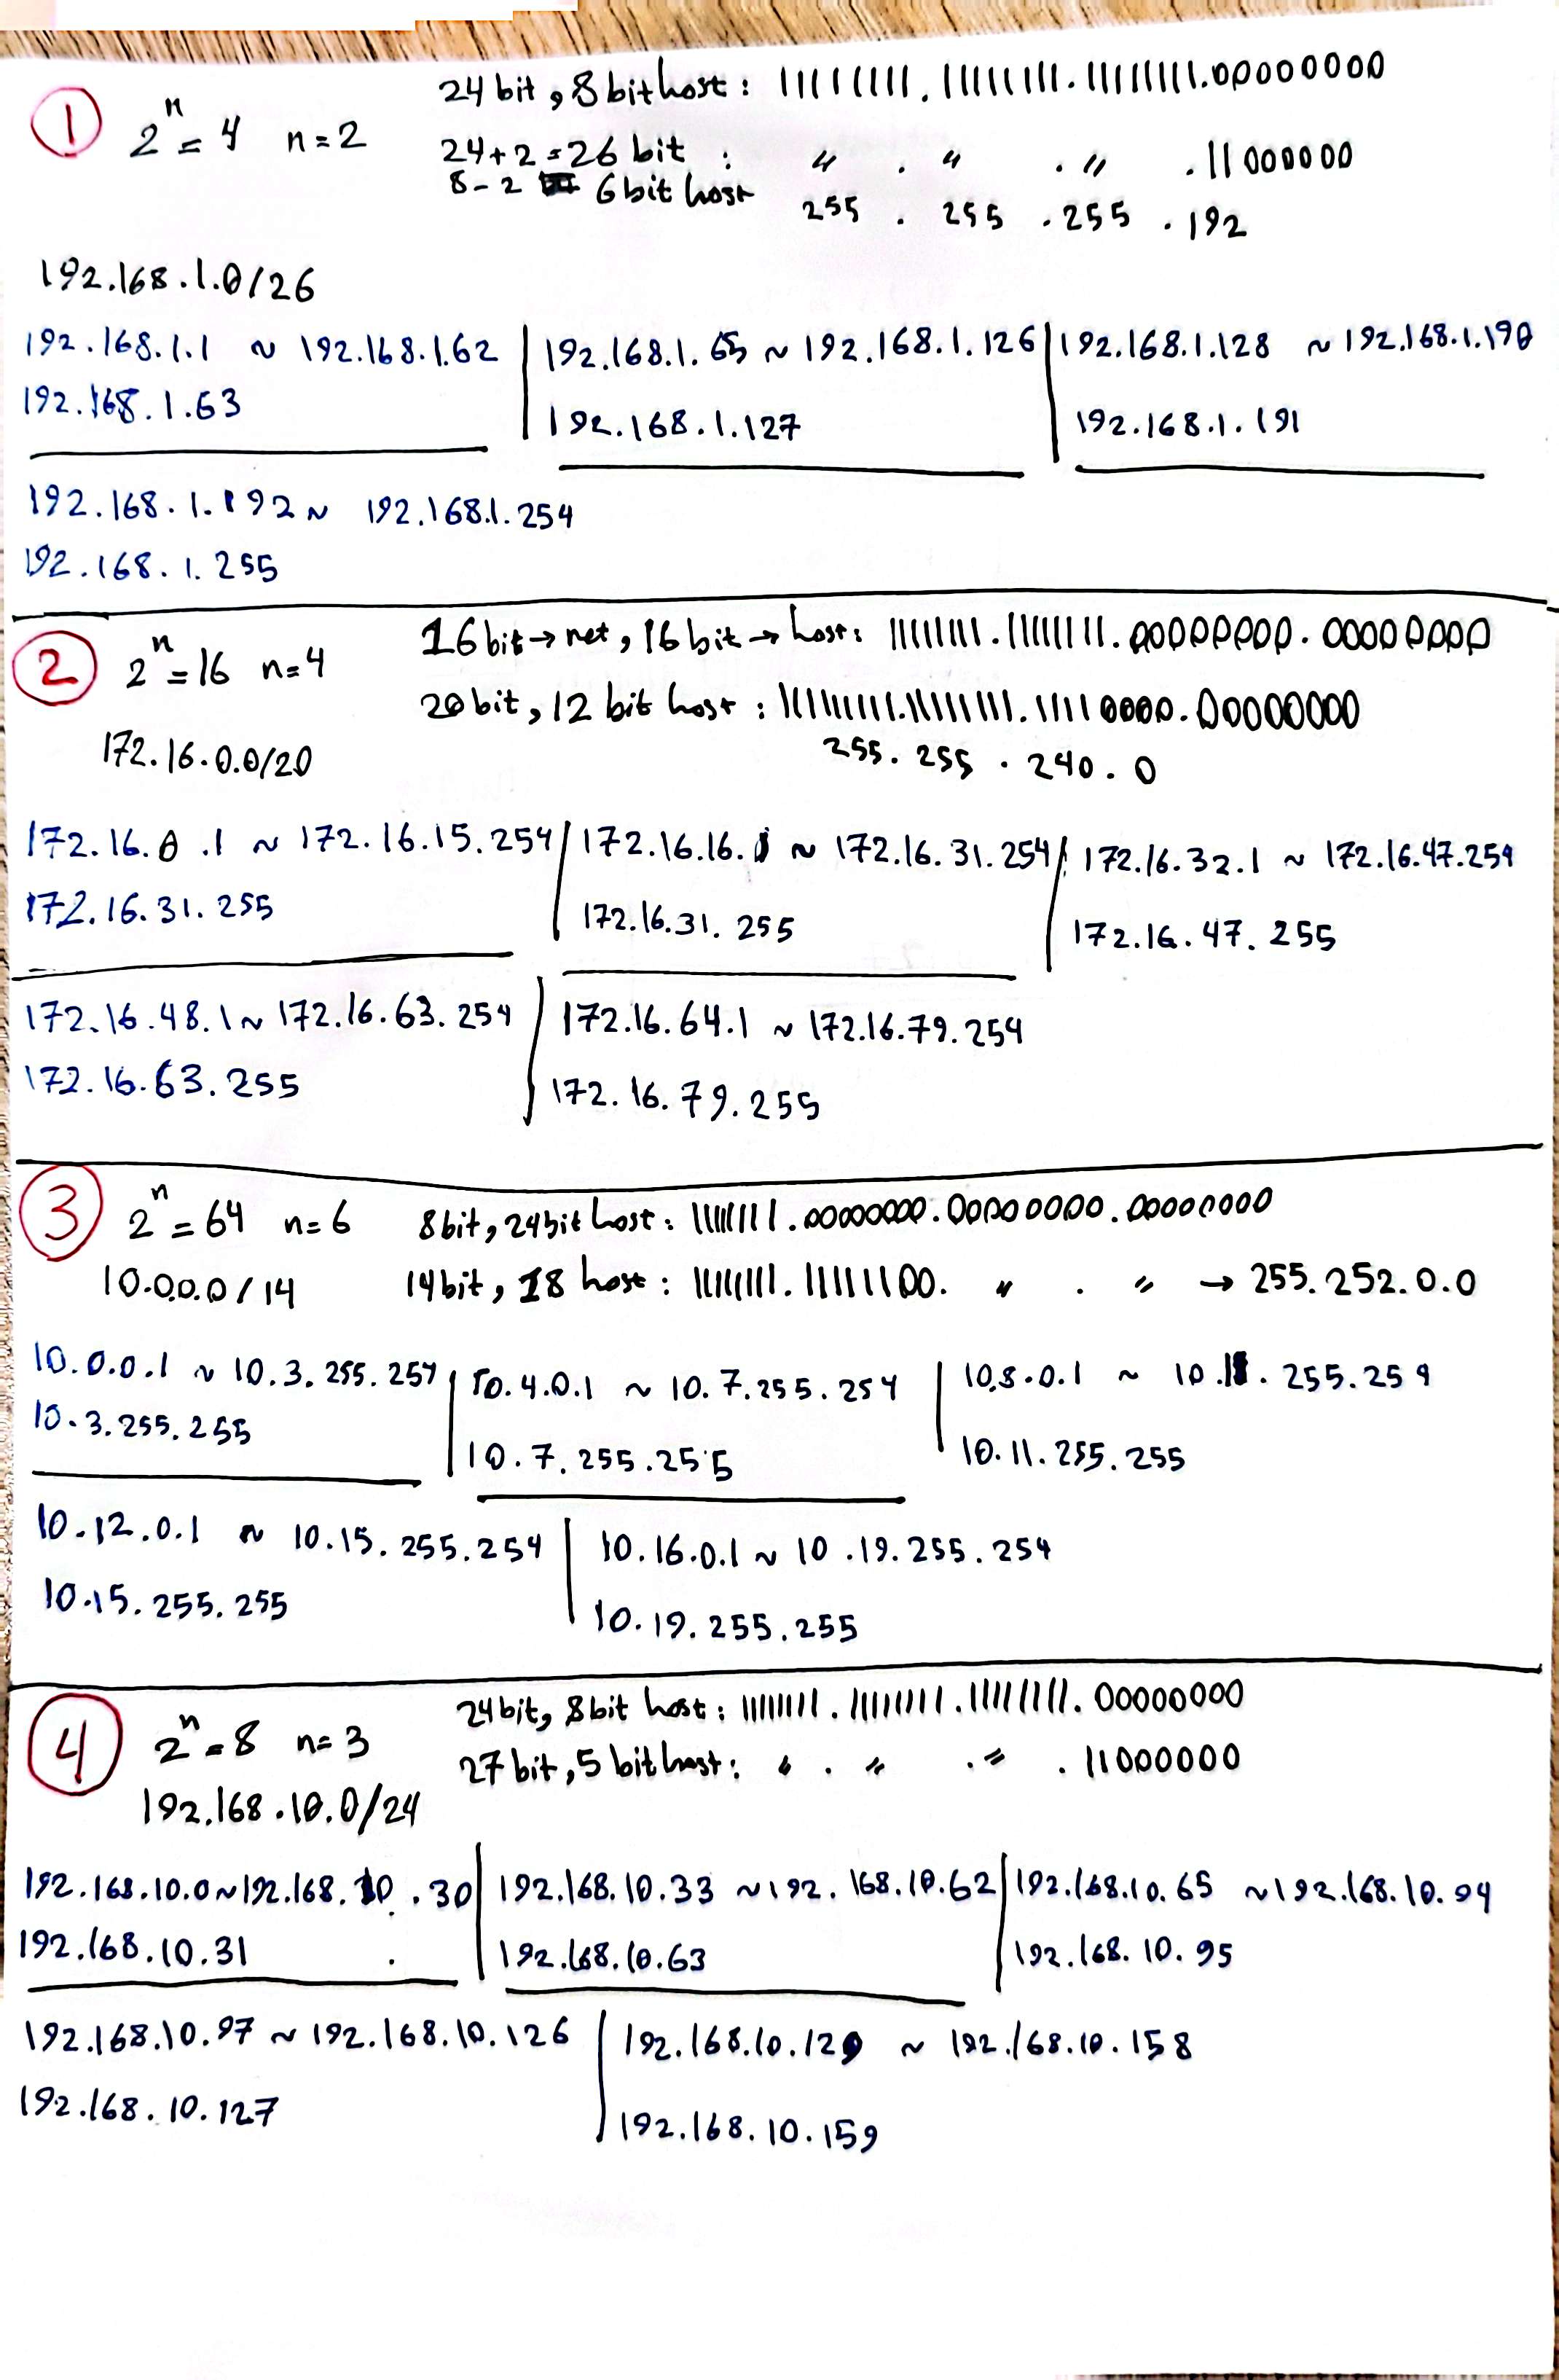 ① 2ⁿ = 4 n=2
24 bit, 8 bit host : 11111111.11111111.11111111.00000000
24+2=26 bit : " . " . " .11000000
8-2 = 6 bit host
255 . 255 . 255 . 192
192.168.1.0/26
192.168.1.1 ~ 192.168.1.62 | 192.168.1.65 ~ 192.168.1.126 | 192.168.1.128 ~ 192.168.1.190
192.168.1.63 | 192.168.1.127 | 192.168.1.191
192.168.1.192 ~ 192.168.1.254
192.168.1.255
② 2ⁿ = 16 n=4
16 bit → net, 16 bit → host : 11111111.11111111.00000000.00000000
20 bit, 12 bit host : 11111111.11111111.11110000.00000000
172.16.0.0/20
255.255.240.0
172.16.0.1 ~ 172.16.15.254 | 172.16.16.1 ~ 172.16.31.254 | 172.16.32.1 ~ 172.16.47.254
172.16.31.255 | 172.16.31.255 | 172.16.47.255
172.16.48.1 ~ 172.16.63.254 | 172.16.64.1 ~ 172.16.79.254
172.16.63.255 | 172.16.79.255
③ 2ⁿ = 64 n=6
8 bit, 24 bit host : 11111111.00000000.00000000.00000000
10.0.0.0/14
14 bit, 18 host : 11111111.11111100. " . " → 255.252.0.0
10.0.0.1 ~ 10.3.255.254 | 10.4.0.1 ~ 10.7.255.254 | 10.8.0.1 ~ 10.11.255.254
10.3.255.255 | 10.7.255.255 | 10.11.255.255
10.12.0.1 ~ 10.15.255.254 | 10.16.0.1 ~ 10.19.255.254
10.15.255.255 | 10.19.255.255
④ 2ⁿ = 8 n=3
24 bit, 8 bit host : 11111111.11111111.11111111.00000000
27 bit, 5 bit host : " . " . " .11000000
192.168.10.0/24
192.168.10.0 ~ 192.168.10.30 | 192.168.10.33 ~ 192.168.10.62 | 192.168.10.65 ~ 192.168.10.94
192.168.10.31 | 192.168.10.63 | 192.168.10.95
192.168.10.97 ~ 192.168.10.126 | 192.168.10.129 ~ 192.168.10.158
192.168.10.127 | 192.168.10.159